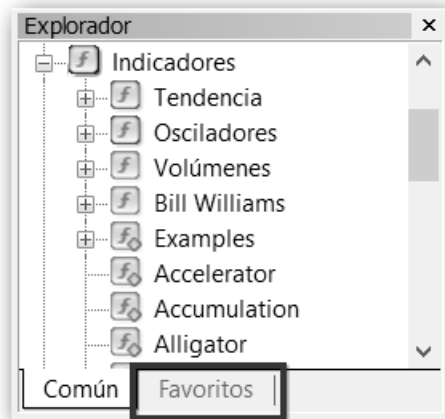 Explorador
Indicadores
Tendencia
Osciladores
Volúmenes
Bill Williams
Examples
Accelerator
Accumulation
Alligator
Común Favoritos